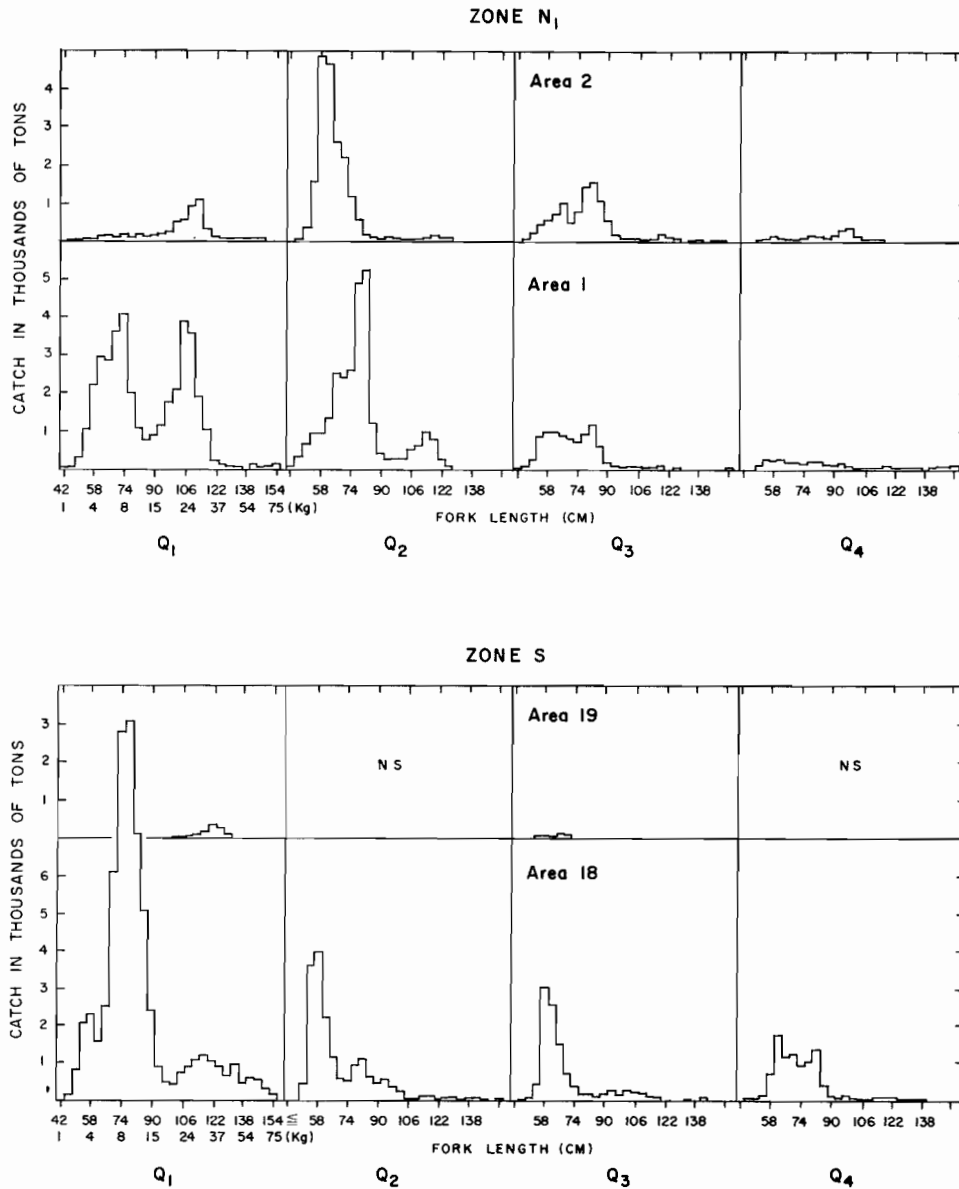 ZONE N₁
CATCH IN THOUSANDS OF TONS
4
3
2
1
Area 2
5
4
3
2
1
Area 1
42 58 74 90 106 122 138 154 58 74 90 106 122 138 58 74 90 106 122 138 58 74 90 106 122 138
1 4 8 15 24 37 54 75 (Kg) FORK LENGTH (CM)
Q₁ Q₂ Q₃ Q₄
ZONE S
CATCH IN THOUSANDS OF TONS
3
2
1
Area 19
NS NS
6
5
4
3
2
1
Area 18
42 58 74 90 106 122 138 154 ≤ 58 74 90 106 122 138 58 74 90 106 122 138 58 74 90 106 122 138
1 4 8 15 24 37 54 75 (Kg) FORK LENGTH (CM)
Q₁ Q₂ Q₃ Q₄